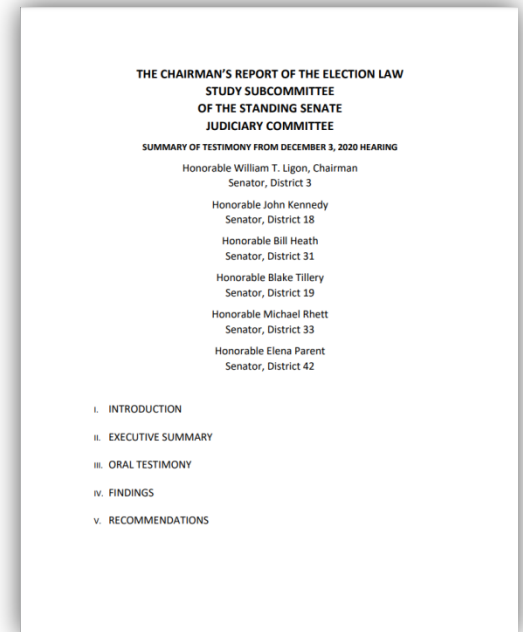 THE CHAIRMAN'S REPORT OF THE ELECTION LAW
STUDY SUBCOMMITTEE
OF THE STANDING SENATE
JUDICIARY COMMITTEE
SUMMARY OF TESTIMONY FROM DECEMBER 3, 2020 HEARING
Honorable William T. Ligon, Chairman
Senator, District 3
Honorable John Kennedy
Senator, District 18
Honorable Bill Heath
Senator, District 31
Honorable Blake Tillery
Senator, District 19
Honorable Michael Rhett
Senator, District 33
Honorable Elena Parent
Senator, District 42
I. INTRODUCTION
II. EXECUTIVE SUMMARY
III. ORAL TESTIMONY
IV. FINDINGS
V. RECOMMENDATIONS